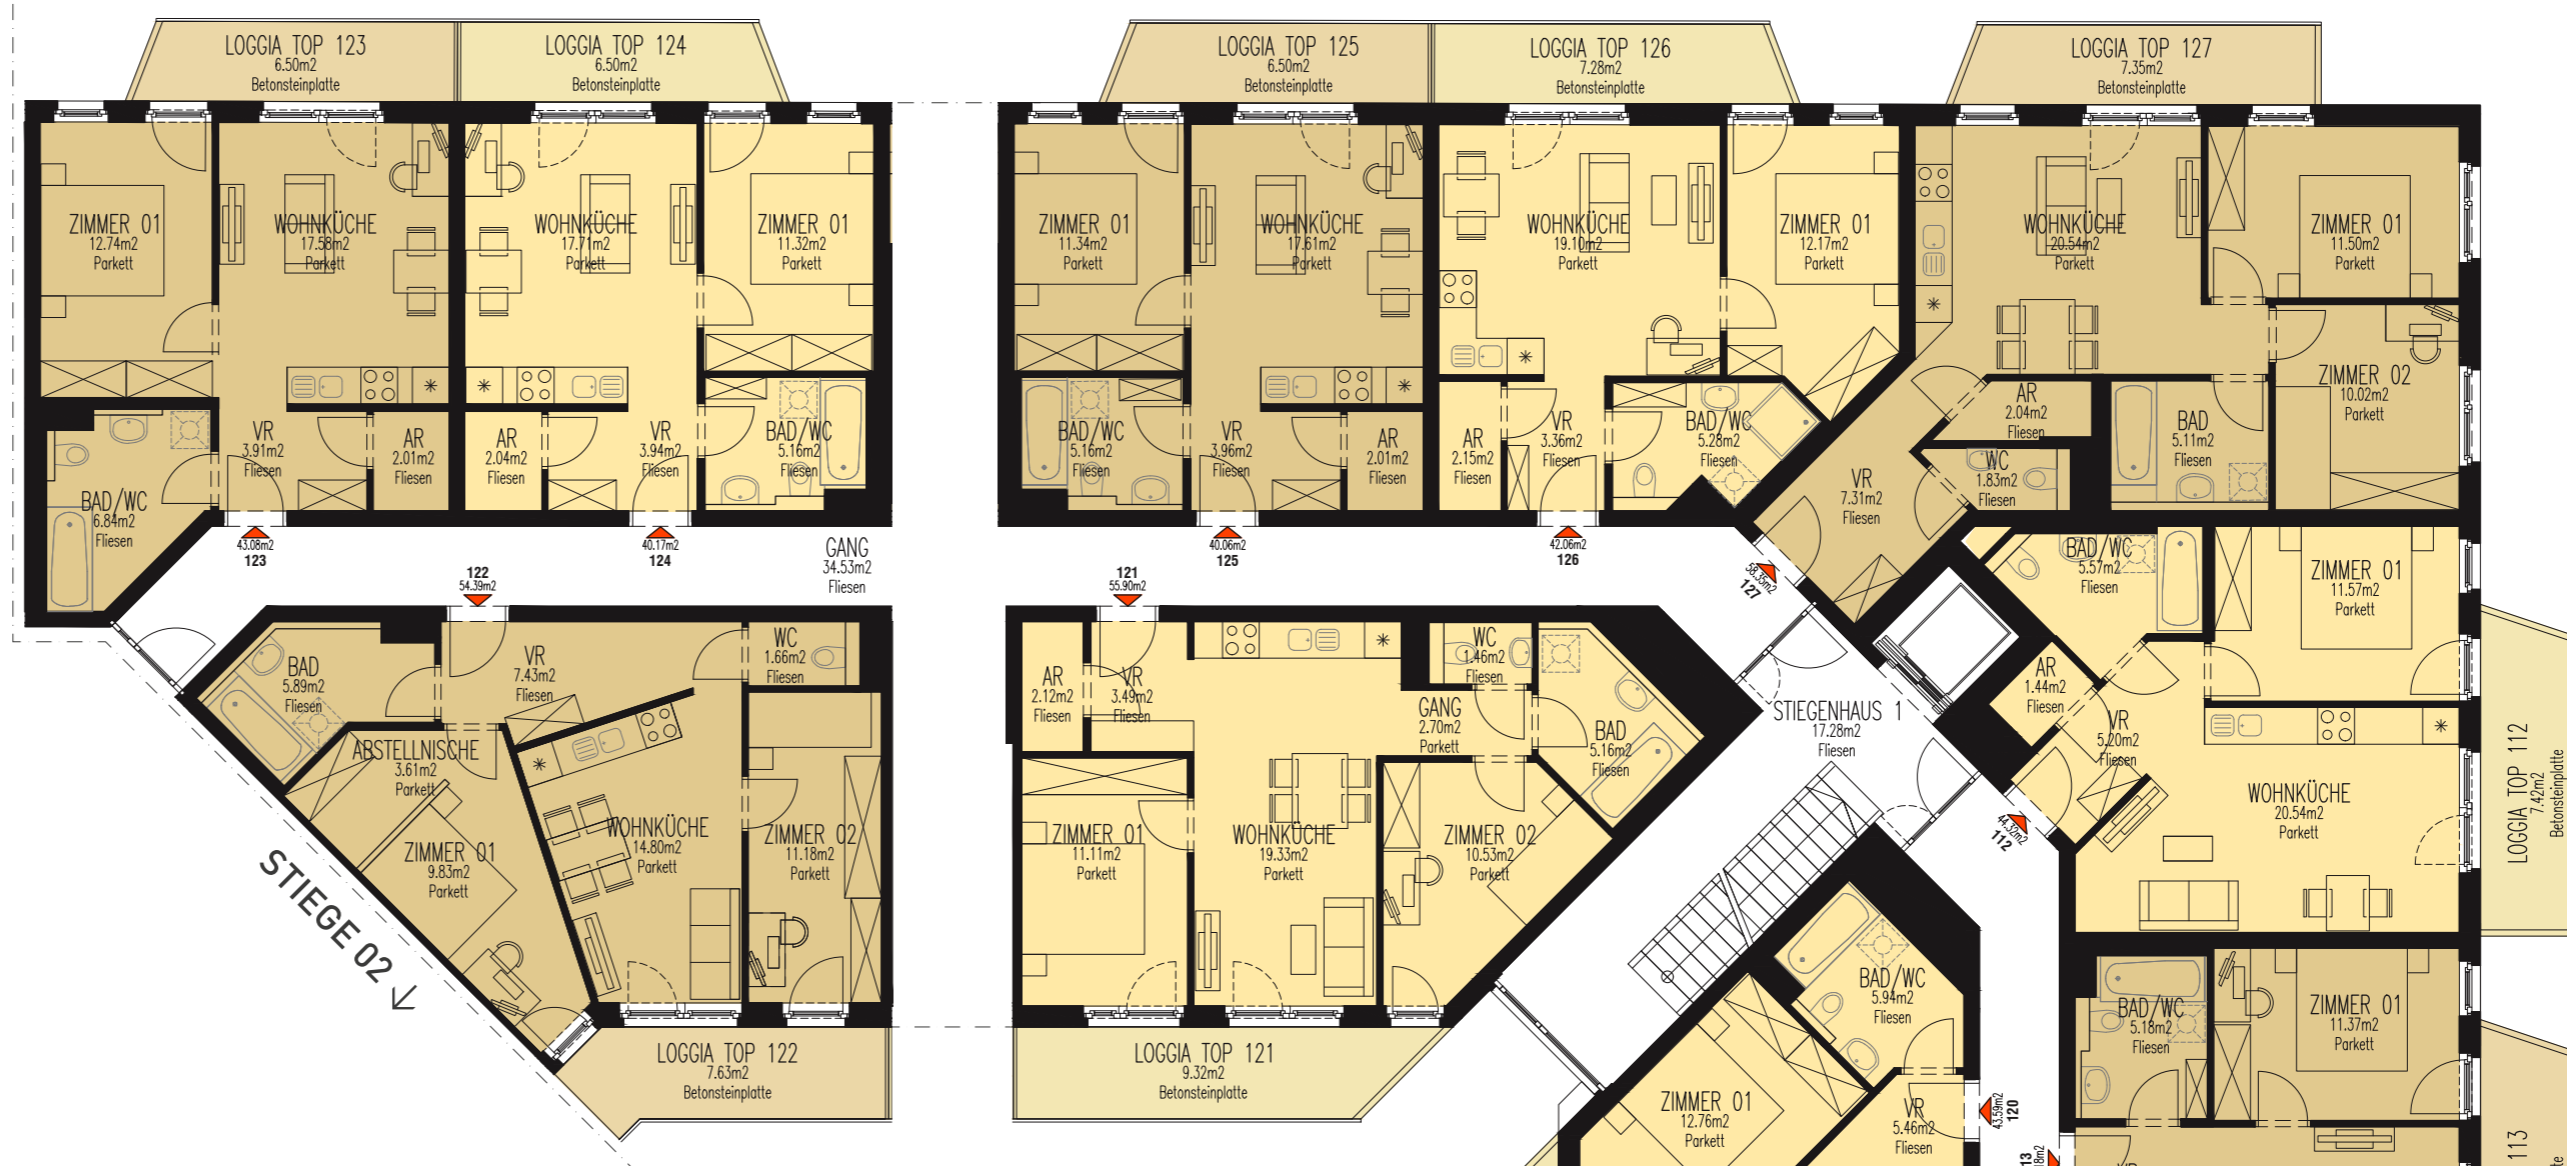 LOGGIA TOP 123
6.50m2
Betonsteinplatte
LOGGIA TOP 124
6.50m2
Betonsteinplatte
LOGGIA TOP 125
6.50m2
Betonsteinplatte
LOGGIA TOP 126
7.28m2
Betonsteinplatte
LOGGIA TOP 127
7.35m2
Betonsteinplatte
ZIMMER 01
12.74m2
Parkett
WOHNKÜCHE
17.58m2
Parkett
WOHNKÜCHE
17.71m2
Parkett
ZIMMER 01
11.32m2
Parkett
ZIMMER 01
11.34m2
Parkett
WOHNKÜCHE
17.61m2
Parkett
WOHNKÜCHE
19.10m2
Parkett
ZIMMER 01
12.17m2
Parkett
WOHNKÜCHE
20.54m2
Parkett
ZIMMER 01
11.50m2
Parkett
ZIMMER 02
10.02m2
Parkett
BAD/WC
6.84m2
Fliesen
VR
3.91m2
Fliesen
AR
2.01m2
Fliesen
AR
2.04m2
Fliesen
VR
3.94m2
Fliesen
BAD/WC
5.16m2
Fliesen
BAD/WC
5.16m2
Fliesen
VR
3.96m2
Fliesen
AR
2.01m2
Fliesen
AR
2.15m2
Fliesen
VR
3.36m2
Fliesen
BAD/WC
5.28m2
Fliesen
VR
7.31m2
Fliesen
AR
2.04m2
Fliesen
WC
1.83m2
Fliesen
BAD
5.11m2
Fliesen
43.08m2
123
40.17m2
124
GANG
34.53m2
Fliesen
40.06m2
125
42.06m2
126
58.35m2
127
122
54.39m2
121
55.90m2
BAD/WC
5.57m2
Fliesen
ZIMMER 01
11.57m2
Parkett
BAD
5.89m2
Fliesen
VR
7.43m2
Fliesen
WC
1.66m2
Fliesen
AR
2.12m2
Fliesen
VR
3.49m2
Fliesen
WC
1.46m2
Fliesen
GANG
2.70m2
Parkett
BAD
5.16m2
Fliesen
STIEGENHAUS 1
17.28m2
Fliesen
AR
1.44m2
Fliesen
VR
5.20m2
Fliesen
ABSTELLNISCHE
3.61m2
Parkett
ZIMMER 01
9.83m2
Parkett
WOHNKÜCHE
14.80m2
Parkett
ZIMMER 02
11.18m2
Parkett
ZIMMER 01
11.11m2
Parkett
WOHNKÜCHE
19.33m2
Parkett
ZIMMER 02
10.53m2
Parkett
44.32m2
112
WOHNKÜCHE
20.54m2
Parkett
LOGGIA TOP 112
7.42m2
Betonsteinplatte
STIEGE 02
BAD/WC
5.94m2
Fliesen
BAD/WC
5.18m2
Fliesen
ZIMMER 01
11.37m2
Parkett
LOGGIA TOP 122
7.63m2
Betonsteinplatte
LOGGIA TOP 121
9.32m2
Betonsteinplatte
ZIMMER 01
12.76m2
Parkett
VR
5.46m2
Fliesen
43.59m2
120
113